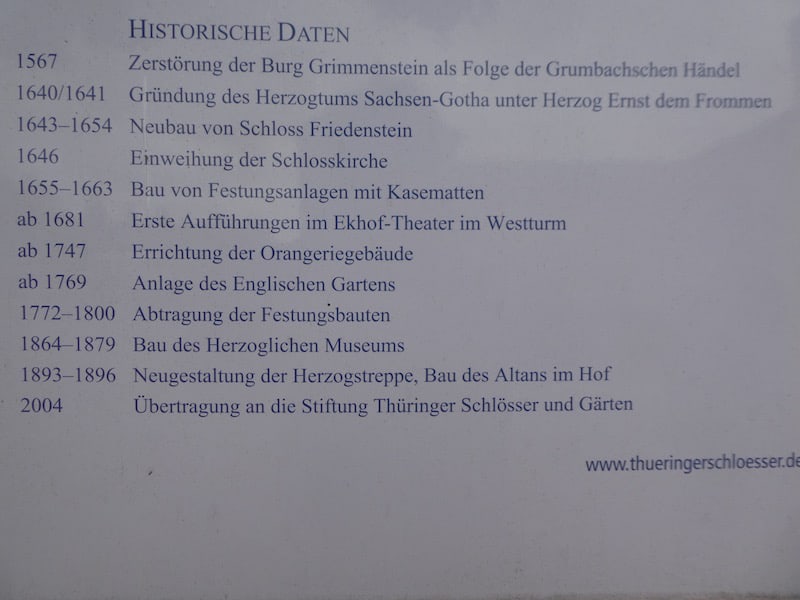 HISTORISCHE DATEN
1567 Zerstörung der Burg Grimmenstein als Folge der Grumbachschen Händel
1640/1641 Gründung des Herzogtums Sachsen-Gotha unter Herzog Ernst dem Frommen
1643–1654 Neubau von Schloss Friedenstein
1646 Einweihung der Schlosskirche
1655–1663 Bau von Festungsanlagen mit Kasematten
ab 1681 Erste Aufführungen im Ekhof-Theater im Westturm
ab 1747 Errichtung der Orangeriegebäude
ab 1769 Anlage des Englischen Gartens
1772–1800 Abtragung der Festungsbauten
1864–1879 Bau des Herzoglichen Museums
1893–1896 Neugestaltung der Herzogstreppe, Bau des Altans im Hof
2004 Übertragung an die Stiftung Thüringer Schlösser und Gärten
www.thueringerschloesser.de